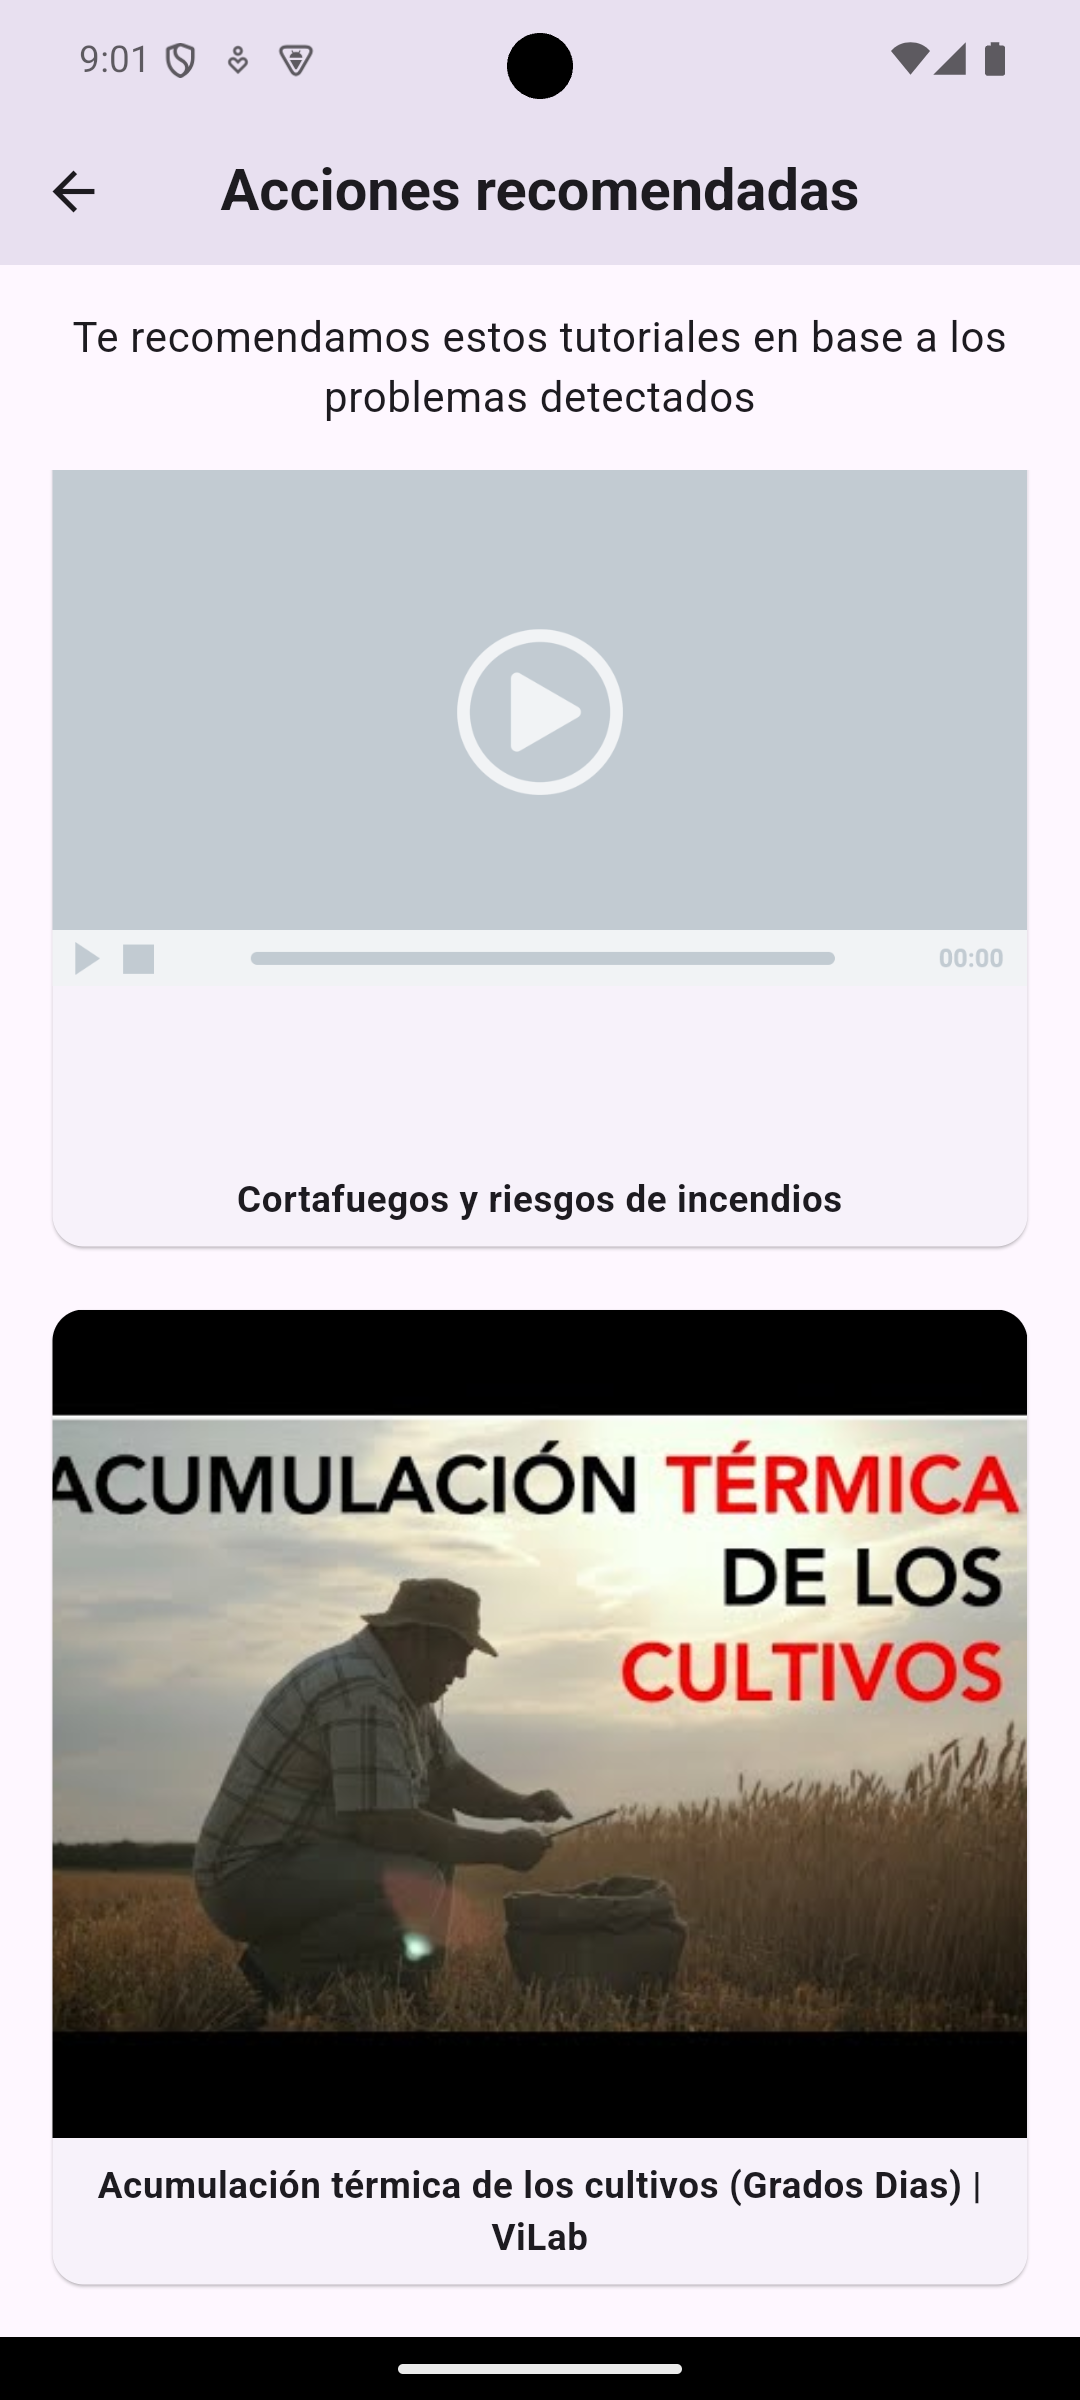 9:01
Acciones recomendadas
Te recomendamos estos tutoriales en base a los
problemas detectados
00:00
Cortafuegos y riesgos de incendios
ACUMULACIÓN TÉRMICA
DE LOS
CULTIVOS
Acumulación térmica de los cultivos (Grados Dias) |
ViLab